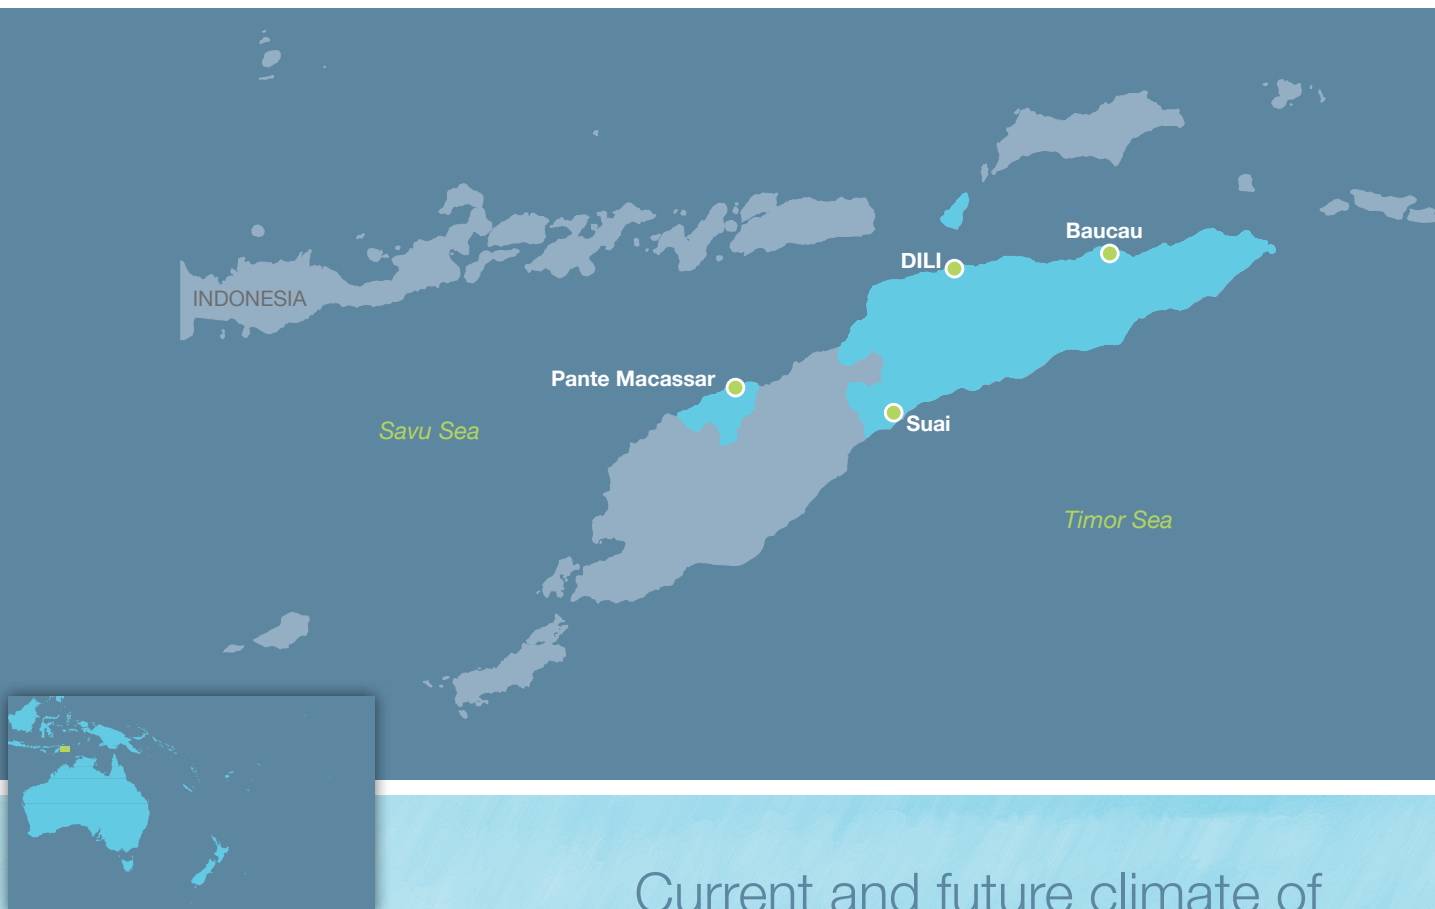 Baucau
DILI
INDONESIA
Pante Macassar
Suai
Savu Sea
Timor Sea
Current and future climate of